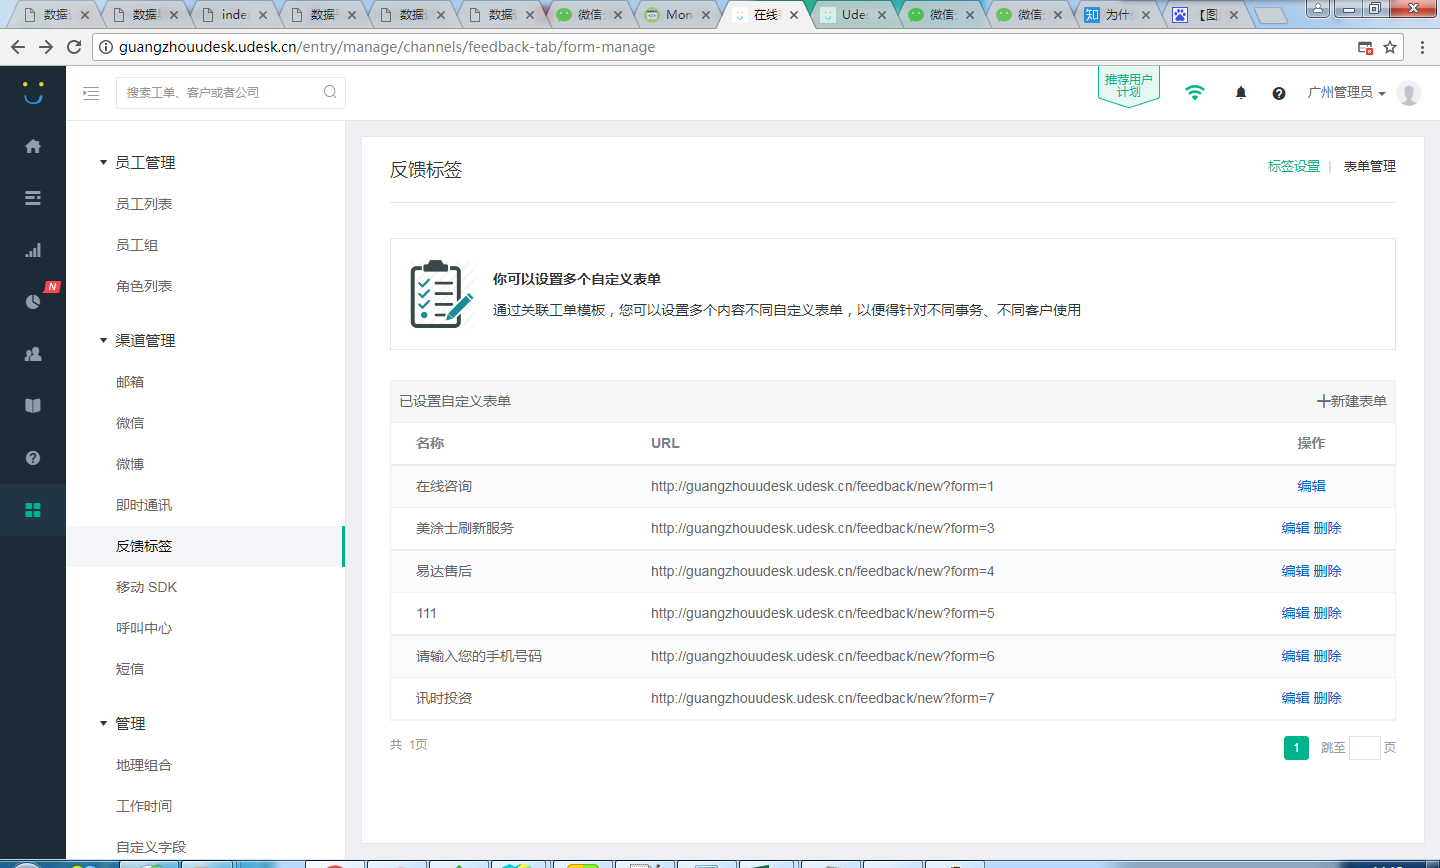 数据
数据
index
数据
数据
数据
微信公
Mon
在线
Udes
微信公
微信公
知 为什
【图
guangzhouudesk.udesk.cn/entry/manage/channels/feedback-tab/form-manage
搜索工单、客户或者公司
推荐用户
计划
广州管理员
N
员工管理
员工列表
员工组
角色列表
渠道管理
邮箱
微信
微博
即时通讯
反馈标签
移动 SDK
呼叫中心
短信
管理
地理组合
工作时间
自定义字段
反馈标签
标签设置 | 表单管理
你可以设置多个自定义表单
通过关联工单模板，您可以设置多个内容不同自定义表单，以便得针对不同事务、不同客户使用
已设置自定义表单 十新建表单
名称 URL 操作
在线咨询 http://guangzhouudesk.udesk.cn/feedback/new?form=1 编辑
美涂士刷新服务 http://guangzhouudesk.udesk.cn/feedback/new?form=3 编辑 删除
易达售后 http://guangzhouudesk.udesk.cn/feedback/new?form=4 编辑 删除
111 http://guangzhouudesk.udesk.cn/feedback/new?form=5 编辑 删除
请输入您的手机号码 http://guangzhouudesk.udesk.cn/feedback/new?form=6 编辑 删除
讯时投资 http://guangzhouudesk.udesk.cn/feedback/new?form=7 编辑 删除
共 1页
1 跳至 页